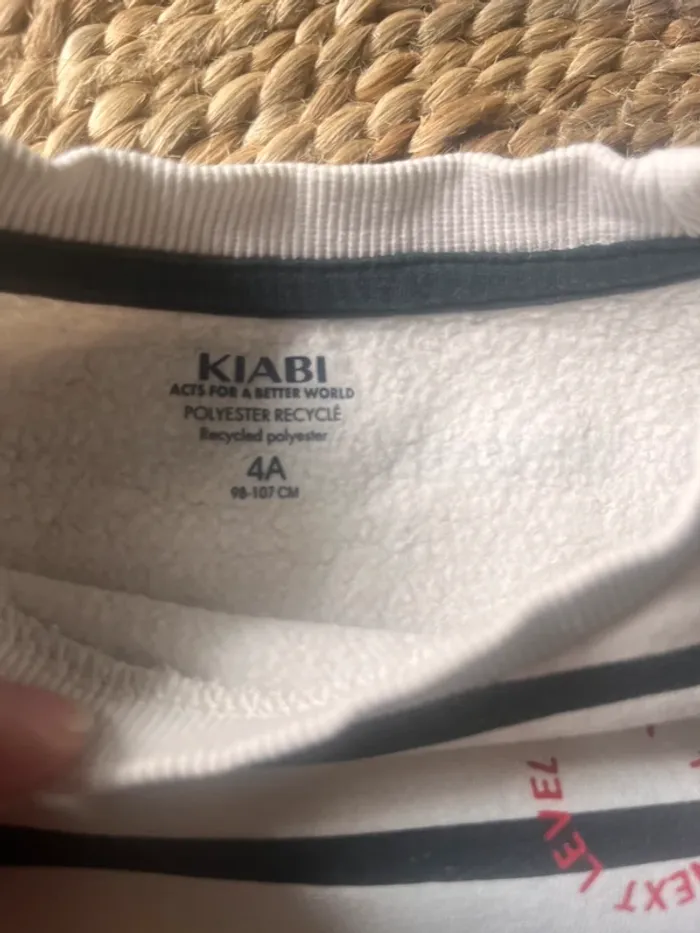 KIABI
ACTS FOR A BETTER WORLD
POLYESTER RECYCLÉ
Recycled polyester
4A
98-107 CM
NEXT LEVEL